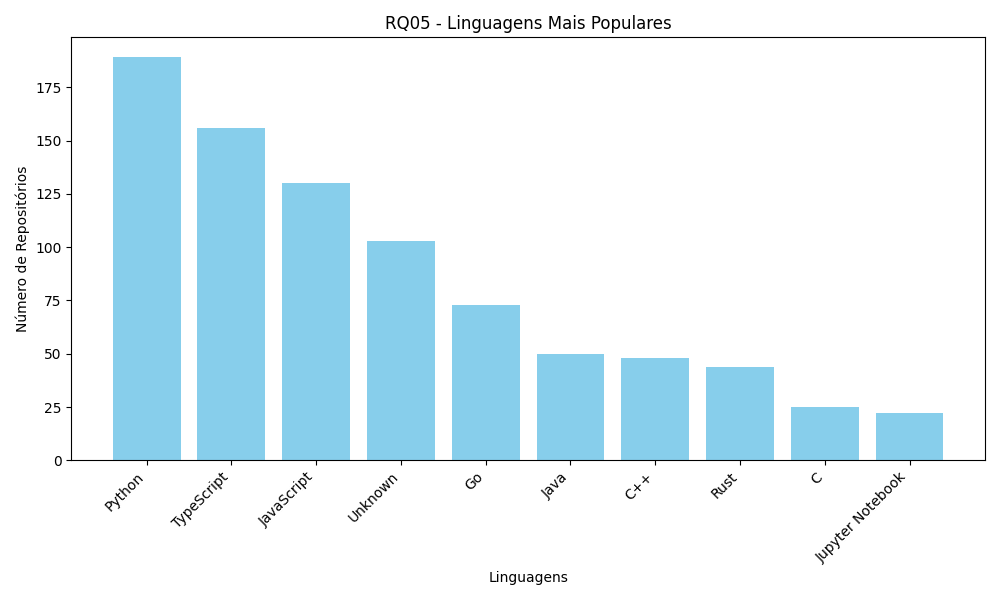 RQ05 - Linguagens Mais Populares
Número de Repositórios
175
150
125
100
75
50
25
0
Python
TypeScript
JavaScript
Unknown
Go
Java
C++
Rust
C
Jupyter Notebook
Linguagens